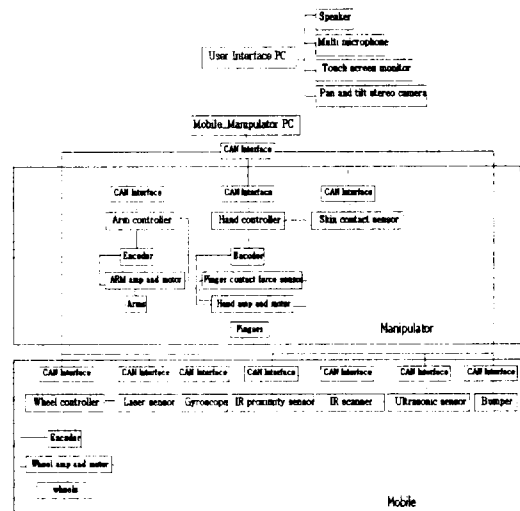 Speaker
Multi microphone
User Interface PC
Touch screen monitor
Pan and tilt stereo camera
Mobile_Manipulator PC
CAN Interface
CAN Interface CAN Interface CAN Interface
Arm controller Hand controller Skin contact sensor
Encoder Encoder
ARM amp and motor Finger contact force sensor
Arms Hand amp and motor
Fingers
Manipulator
CAN Interface CAN Interface CAN Interface CAN Interface CAN Interface CAN Interface CAN Interface
Wheel controller Laser sensor Gyroscope IR proximity sensor IR scanner Ultrasonic sensor Bumper
Encoder
Wheel amp and motor
wheels
Mobile